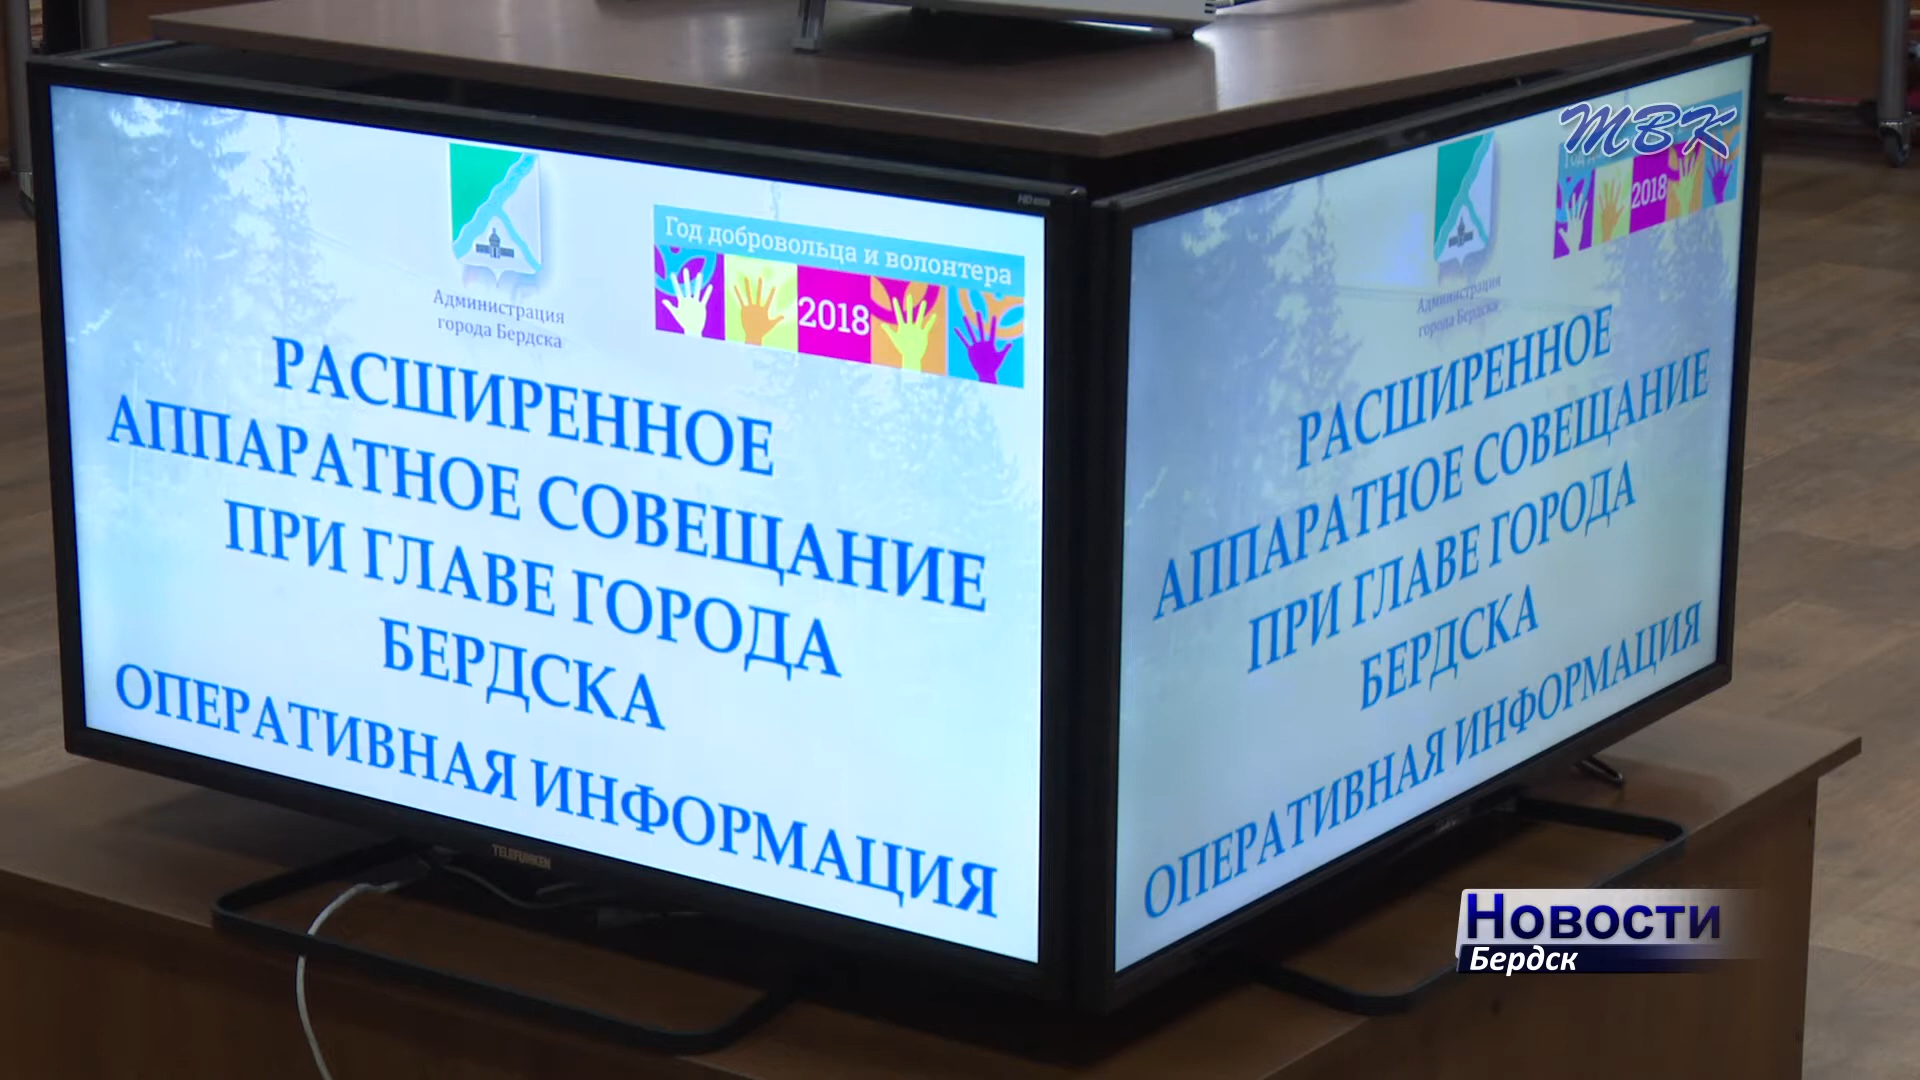 ТВК
Администрация
города Бердска
Год добровольца и волонтера
2018
РАСШИРЕННОЕ
АППАРАТНОЕ СОВЕЩАНИЕ
ПРИ ГЛАВЕ ГОРОДА
БЕРДСКА
ОПЕРАТИВНАЯ ИНФОРМАЦИЯ
TELEFUNKEN
Администрация
города Бердска
2018
РАСШИРЕННОЕ
АППАРАТНОЕ СОВЕЩАНИЕ
ПРИ ГЛАВЕ ГОРОДА
БЕРДСКА
ОПЕРАТИВНАЯ ИНФОРМАЦИЯ
Новости
Бердск